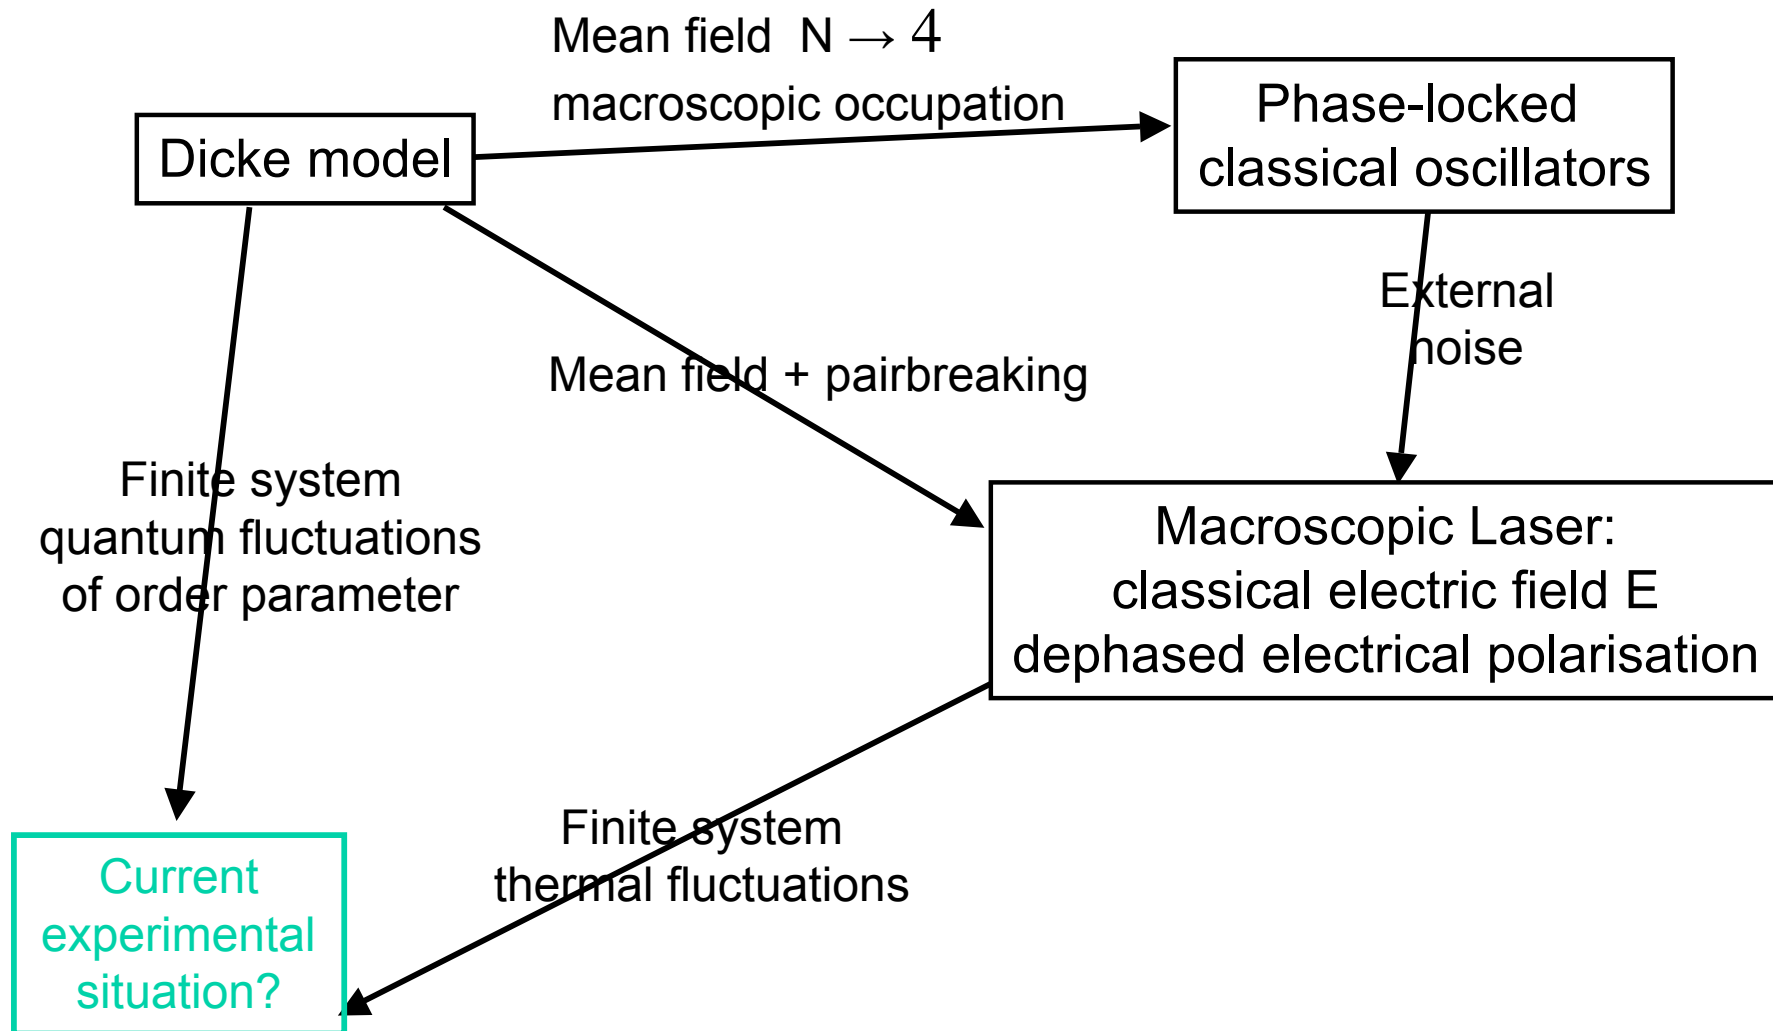 Mean field N → 4
macroscopic occupation
Dicke model
Phase-locked
classical oscillators
External
noise
Mean field + pairbreaking
Finite system
quantum fluctuations
of order parameter
Macroscopic Laser:
classical electric field E
dephased electrical polarisation
Finite system
thermal fluctuations
Current
experimental
situation?